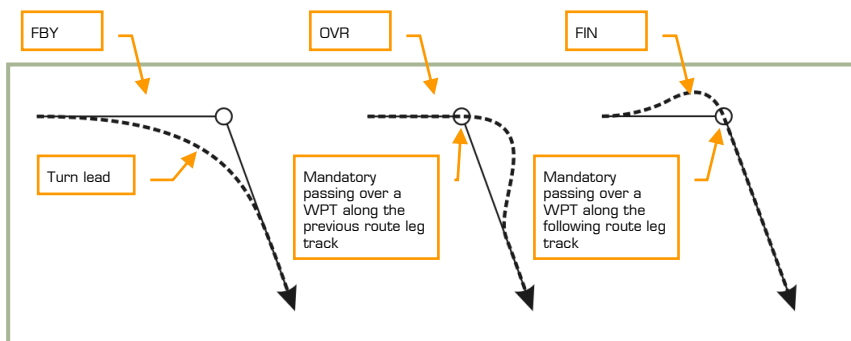 FBY
OVR
FIN
Turn lead
Mandatory
passing over a
WPT along the
previous route leg
track
Mandatory
passing over a
WPT along the
following route leg
track